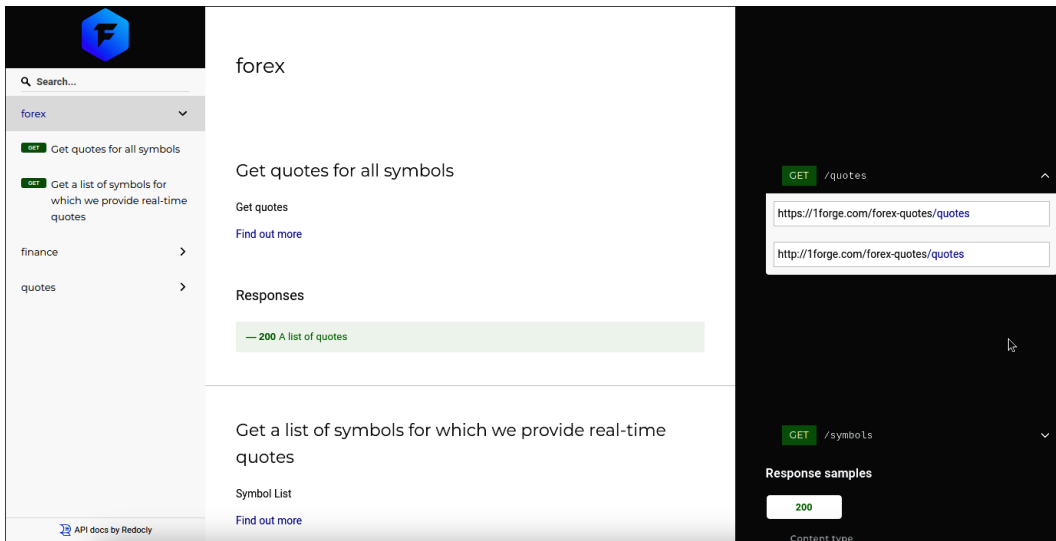 Search...
forex
GET Get quotes for all symbols
GET Get a list of symbols for
which we provide real-time
quotes
finance
quotes
API docs by Redocly
forex
Get quotes for all symbols
Get quotes
Find out more
Responses
— 200 A list of quotes
Get a list of symbols for which we provide real-time
quotes
Symbol List
Find out more
GET /quotes
https://1forge.com/forex-quotes/quotes
http://1forge.com/forex-quotes/quotes
GET /symbols
Response samples
200
Content type